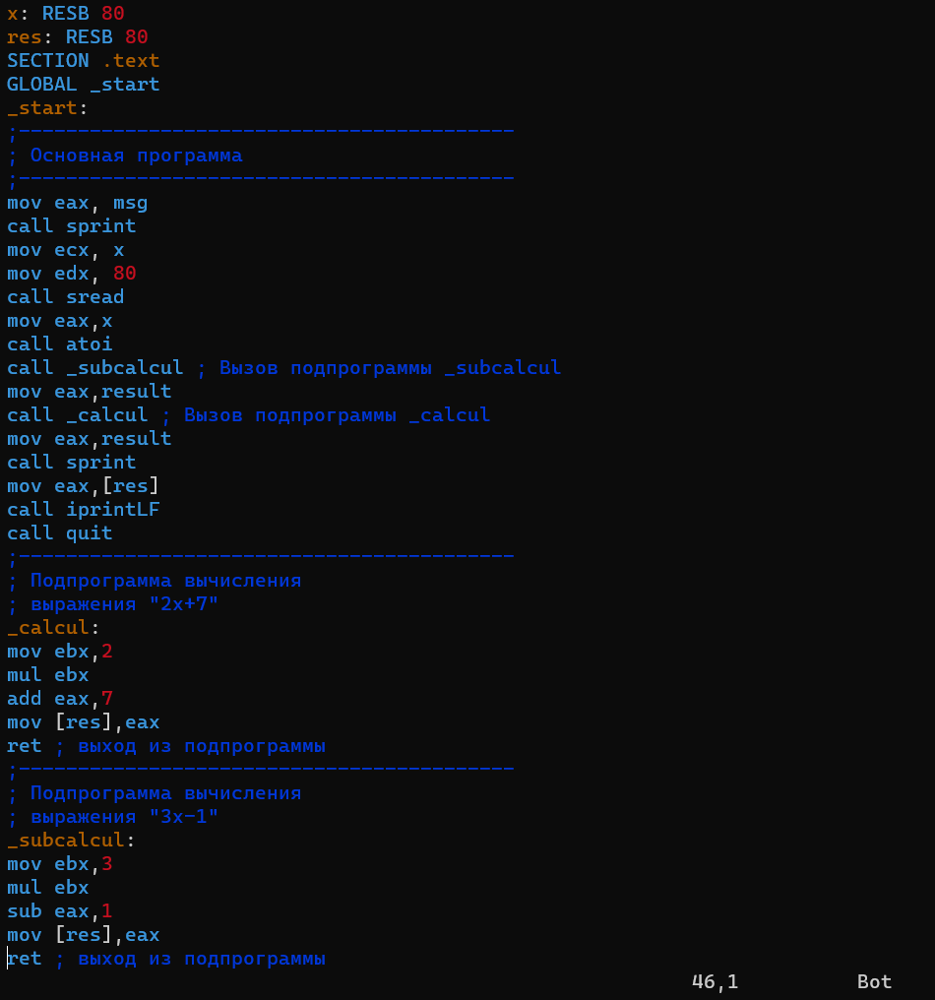 x: RESB 80
res: RESB 80
SECTION .text
GLOBAL _start
_start:
;------------------------------------------
; Основная программа
;------------------------------------------
mov eax, msg
call sprint
mov ecx, x
mov edx, 80
call sread
mov eax,x
call atoi
call _subcalcul ; Вызов подпрограммы _subcalcul
mov eax,result
call _calcul ; Вызов подпрограммы _calcul
mov eax,result
call sprint
mov eax,[res]
call iprintLF
call quit
;------------------------------------------
; Подпрограмма вычисления
; выражения "2x+7"
_calcul:
mov ebx,2
mul ebx
add eax,7
mov [res],eax
ret ; выход из подпрограммы
;------------------------------------------
; Подпрограмма вычисления
; выражения "3x-1"
_subcalcul:
mov ebx,3
mul ebx
sub eax,1
mov [res],eax
ret ; выход из подпрограммы
46,1 Bot